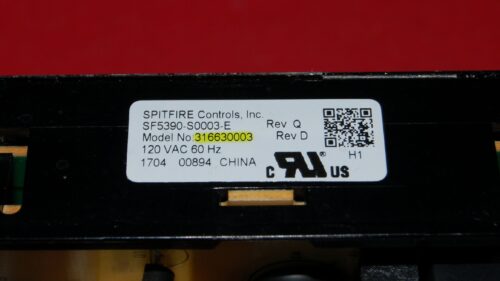 SPITFIRE Controls, Inc.
SF5390-S0003-E Rev Q
Model No.316630003 Rev D
120 VAC 60 Hz
1704 00894 CHINA H1
C RU US